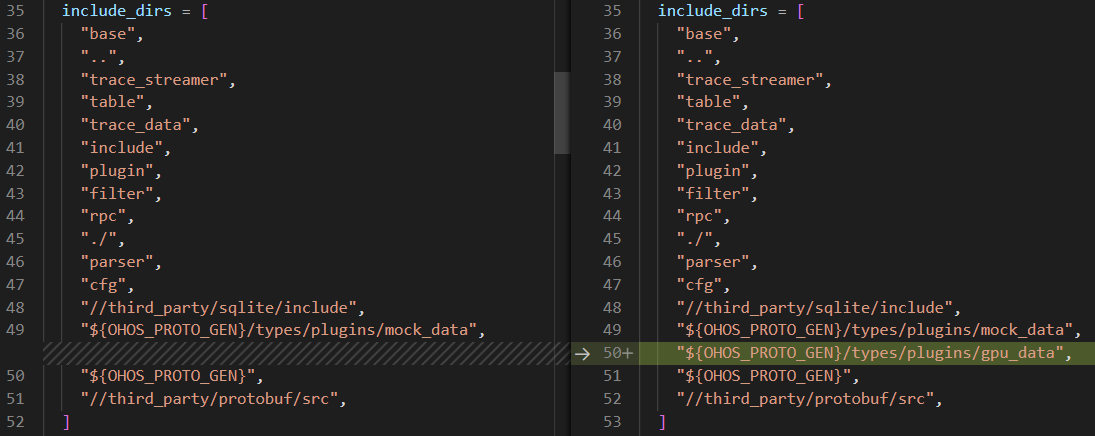 35 include_dirs = [
36 "base",
37 "..",
38 "trace_streamer",
39 "table",
40 "trace_data",
41 "include",
42 "plugin",
43 "filter",
44 "rpc",
45 "./",
46 "parser",
47 "cfg",
48 "//third_party/sqlite/include",
49 "${OHOS_PROTO_GEN}/types/plugins/mock_data",
50 "${OHOS_PROTO_GEN}",
51 "//third_party/protobuf/src",
52 ]
35 include_dirs = [
36 "base",
37 "..",
38 "trace_streamer",
39 "table",
40 "trace_data",
41 "include",
42 "plugin",
43 "filter",
44 "rpc",
45 "./",
46 "parser",
47 "cfg",
48 "//third_party/sqlite/include",
49 "${OHOS_PROTO_GEN}/types/plugins/mock_data",
→ 50+ "${OHOS_PROTO_GEN}/types/plugins/gpu_data",
51 "${OHOS_PROTO_GEN}",
52 "//third_party/protobuf/src",
53 ]